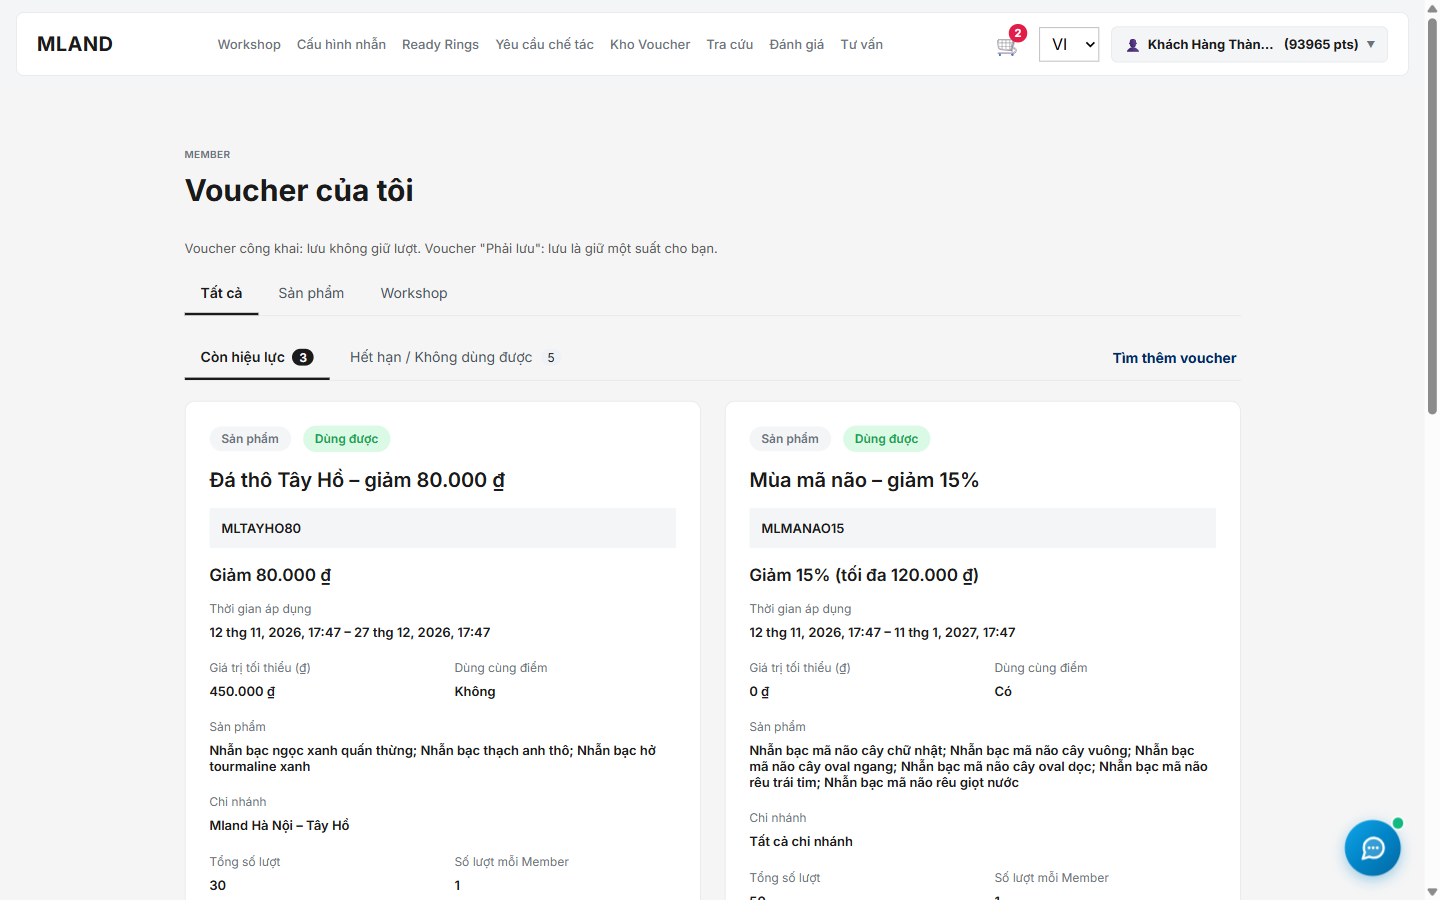 MLAND
Workshop Cấu hình nhẫn Ready Rings Yêu cầu chế tác Kho Voucher Tra cứu Đánh giá Tư vấn
2
VI
Khách Hàng Thàn... (93965 pts) ▼
MEMBER
Voucher của tôi
Voucher công khai: lưu không giữ lượt. Voucher "Phải lưu": lưu là giữ một suất cho bạn.
Tất cả Sản phẩm Workshop
Còn hiệu lực 3 Hết hạn / Không dùng được 5 Tìm thêm voucher
Sản phẩm Dùng được
Đá thô Tây Hồ – giảm 80.000 ₫
MLTAYHO80
Giảm 80.000 ₫
Thời gian áp dụng
12 thg 11, 2026, 17:47 – 27 thg 12, 2026, 17:47
Giá trị tối thiểu (₫) Dùng cùng điểm
450.000 ₫ Không
Sản phẩm
Nhẫn bạc ngọc xanh quấn thừng; Nhẫn bạc thạch anh thô; Nhẫn bạc hở
tourmaline xanh
Chi nhánh
Mland Hà Nội – Tây Hồ
Tổng số lượt Số lượt mỗi Member
30 1
Sản phẩm Dùng được
Mùa mã não – giảm 15%
MLMANAO15
Giảm 15% (tối đa 120.000 ₫)
Thời gian áp dụng
12 thg 11, 2026, 17:47 – 11 thg 1, 2027, 17:47
Giá trị tối thiểu (₫) Dùng cùng điểm
0 ₫ Có
Sản phẩm
Nhẫn bạc mã não cây chữ nhật; Nhẫn bạc mã não cây vuông; Nhẫn bạc
mã não cây oval ngang; Nhẫn bạc mã não cây oval dọc; Nhẫn bạc mã não
rêu trái tim; Nhẫn bạc mã não rêu giọt nước
Chi nhánh
Tất cả chi nhánh
Tổng số lượt Số lượt mỗi Member